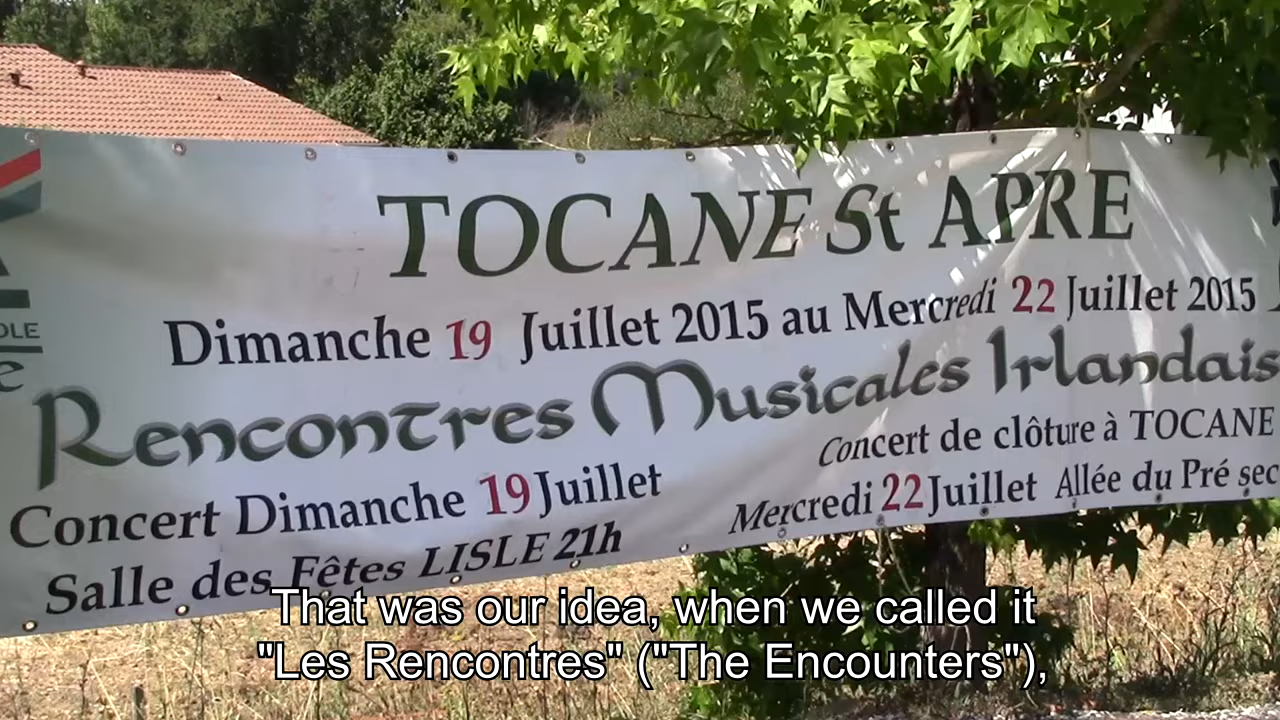 TOCANE St APRE
Dimanche 19 Juillet 2015 au Mercredi 22 Juillet 2015
Rencontres Musicales Irlandais
Concert Dimanche 19 Juillet
Salle des Fêtes LISLE 21h
Concert de clôture à TOCANE
Mercredi 22 Juillet Allée du Pré sec
That was our idea, when we called it
"Les Rencontres" ("The Encounters"),